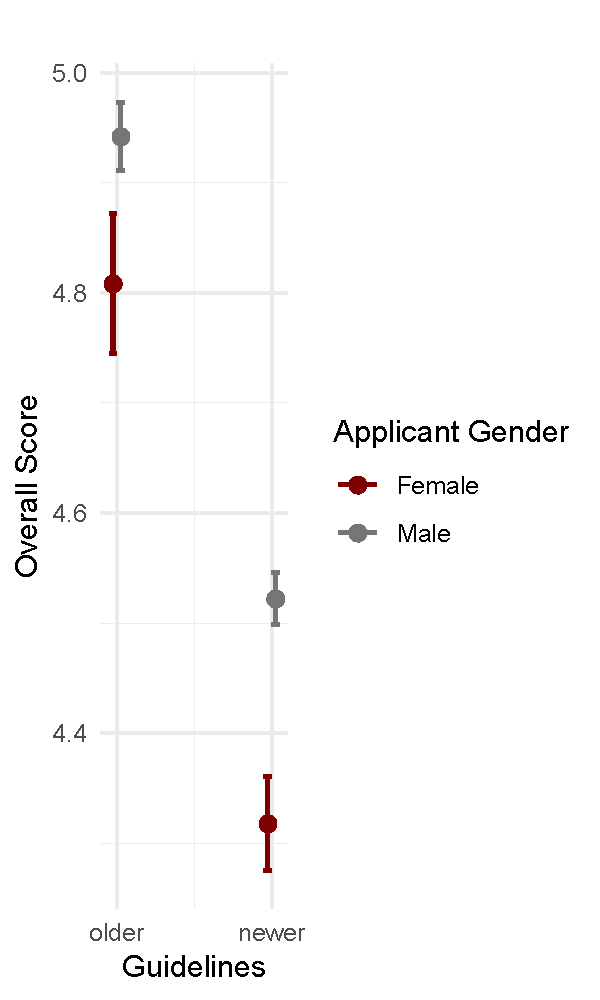 5.0
4.8
4.6
4.4
Overall Score
older
newer
Guidelines
Applicant Gender
Female
Male